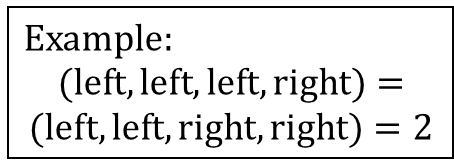 Example:
(left, left, left, right) =
(left, left, right, right) = 2